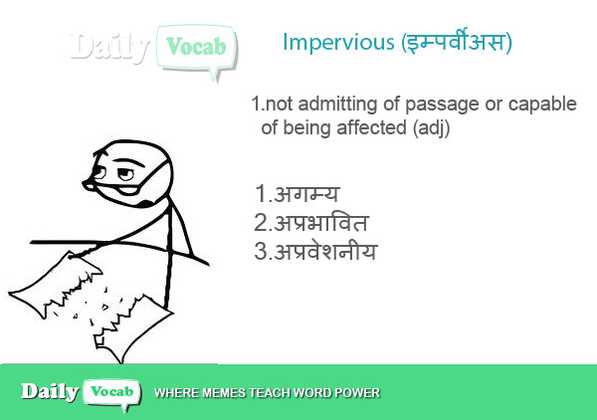 Daily Vocab
Impervious (इम्पर्वीअस)
1.not admitting of passage or capable
of being affected (adj)
1.अगम्य
2.अप्रभावित
3.अप्रवेशनीय
Daily Vocab WHERE MEMES TEACH WORD POWER